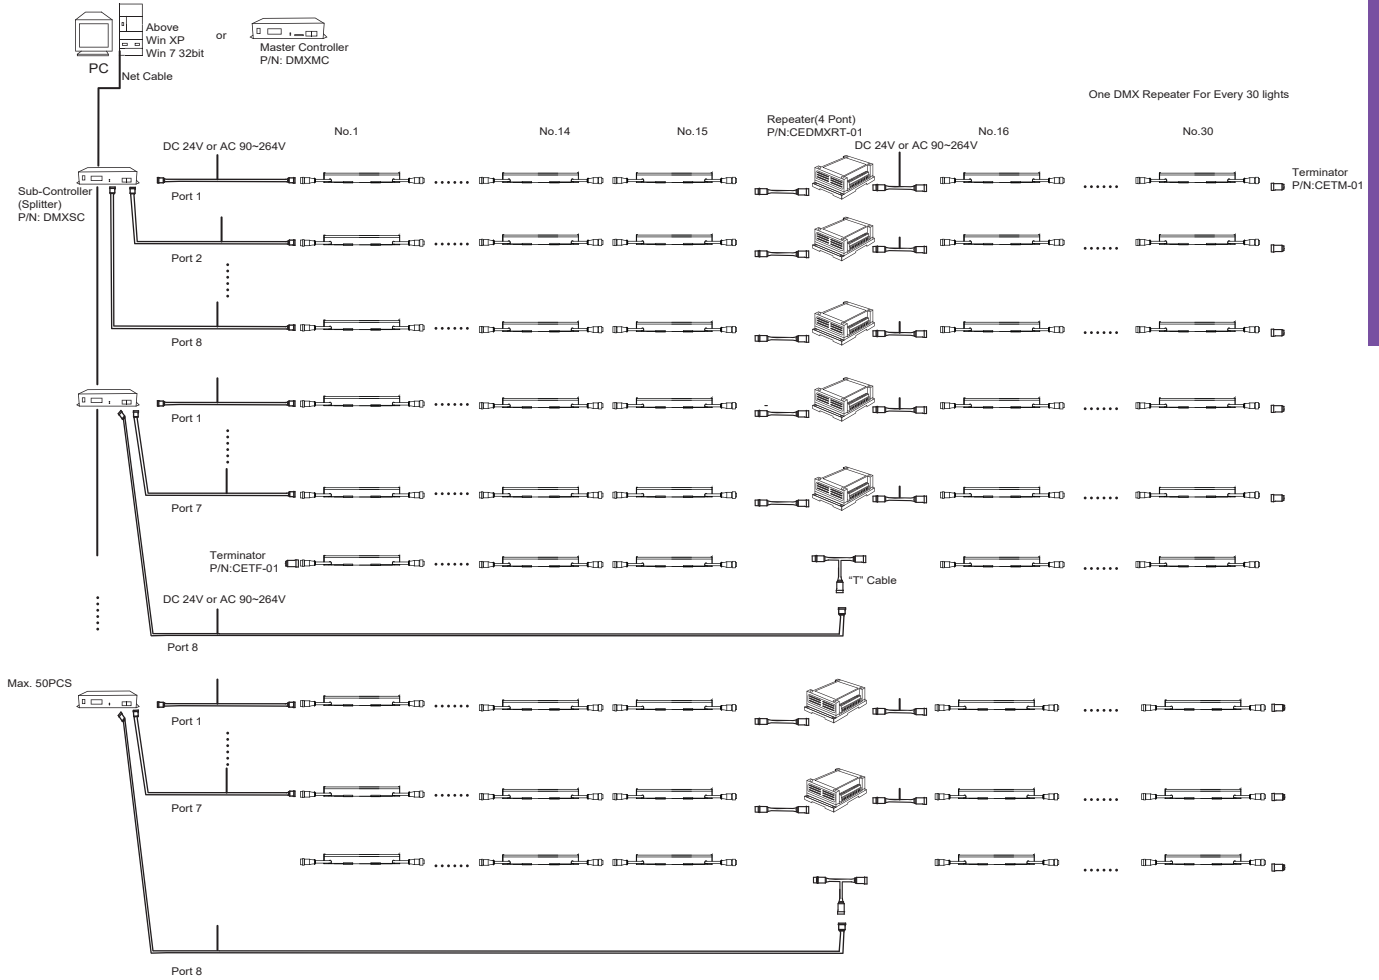 Above
Win XP
Win 7 32bit
or
Master Controller
P/N: DMXMC
PC
Net Cable
One DMX Repeater For Every 30 lights
No.1
No.14
No.15
Repeater(4 Pont)
P/N:CEDMXRT-01
No.16
No.30
DC 24V or AC 90~264V
DC 24V or AC 90~264V
Sub-Controller
(Splitter)
P/N: DMXSC
Port 1
Terminator
P/N:CETM-01
Port 2
Port 8
Port 1
Port 7
Terminator
P/N:CETF-01
“T” Cable
DC 24V or AC 90~264V
Port 8
Max. 50PCS
Port 1
Port 7
Port 8